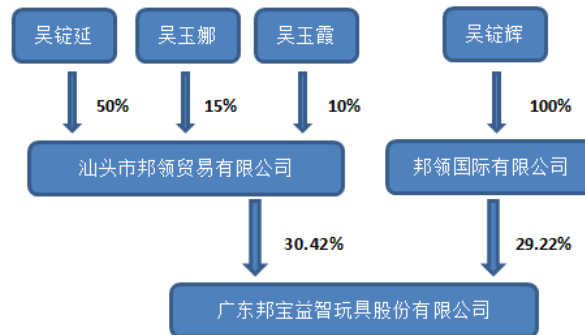 吴锭延 吴玉娜 吴玉霞 吴锭辉
50% 15% 10% 100%
汕头市邦领贸易有限公司 邦领国际有限公司
30.42% 29.22%
广东邦宝益智玩具股份有限公司